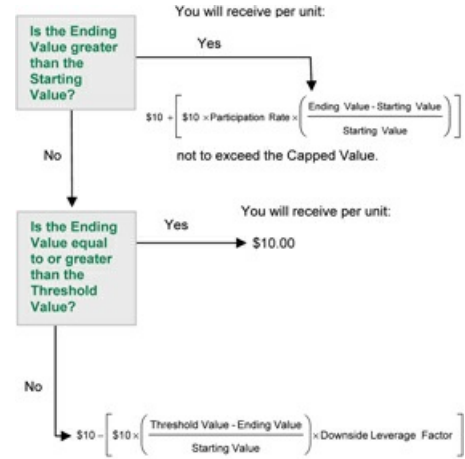 You will receive per unit:
Is the Ending
Value greater
than the
Starting
Value?
Yes
$10 + [ $10 × Participation Rate × ( Ending Value - Starting Value
Starting Value ) ]
not to exceed the Capped Value.
No
You will receive per unit:
Is the Ending
Value equal
to or greater
than the
Threshold
Value?
Yes
$10.00
No
$10 - [ $10 × ( Threshold Value - Ending Value
Starting Value ) × Downside Leverage Factor ]